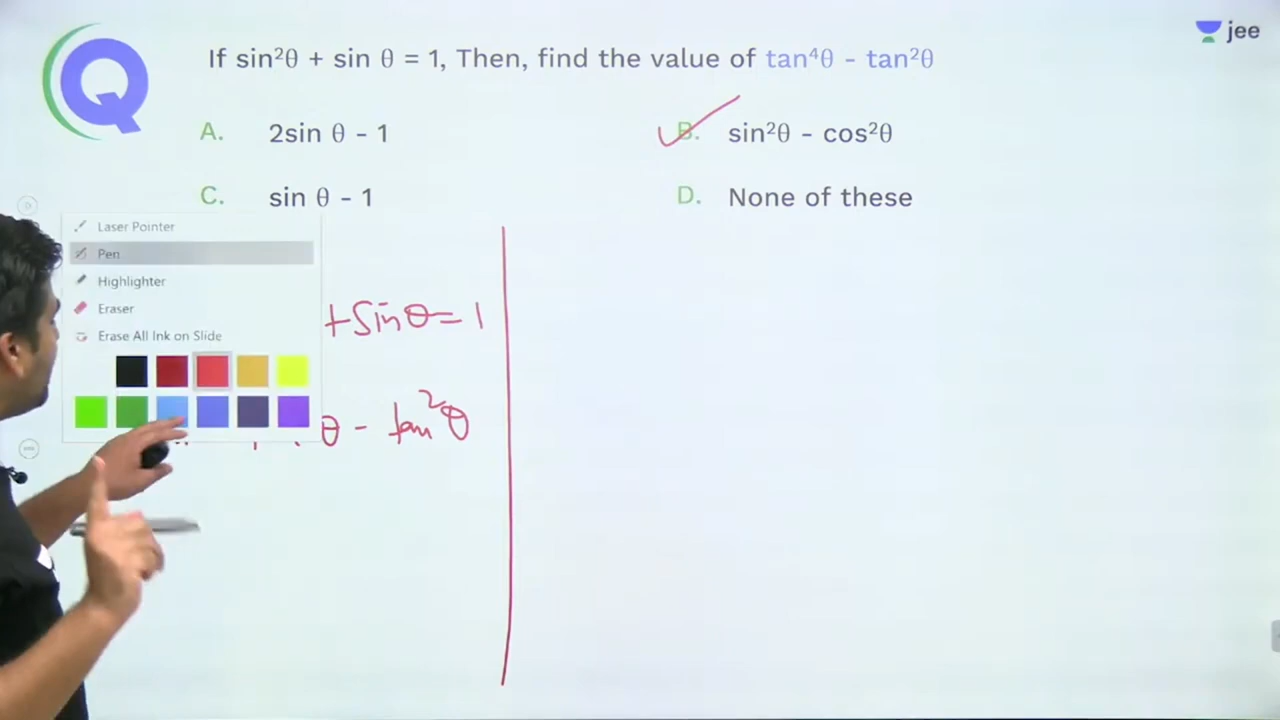 jee
If sin²θ + sin θ = 1, Then, find the value of tan⁴θ - tan²θ
A. 2sin θ - 1
B. sin²θ - cos²θ
C. sin θ - 1
D. None of these
Laser Pointer
Pen
Highlighter
Eraser
Erase All Ink on Slide
+ sin θ = 1
θ - tan²θ